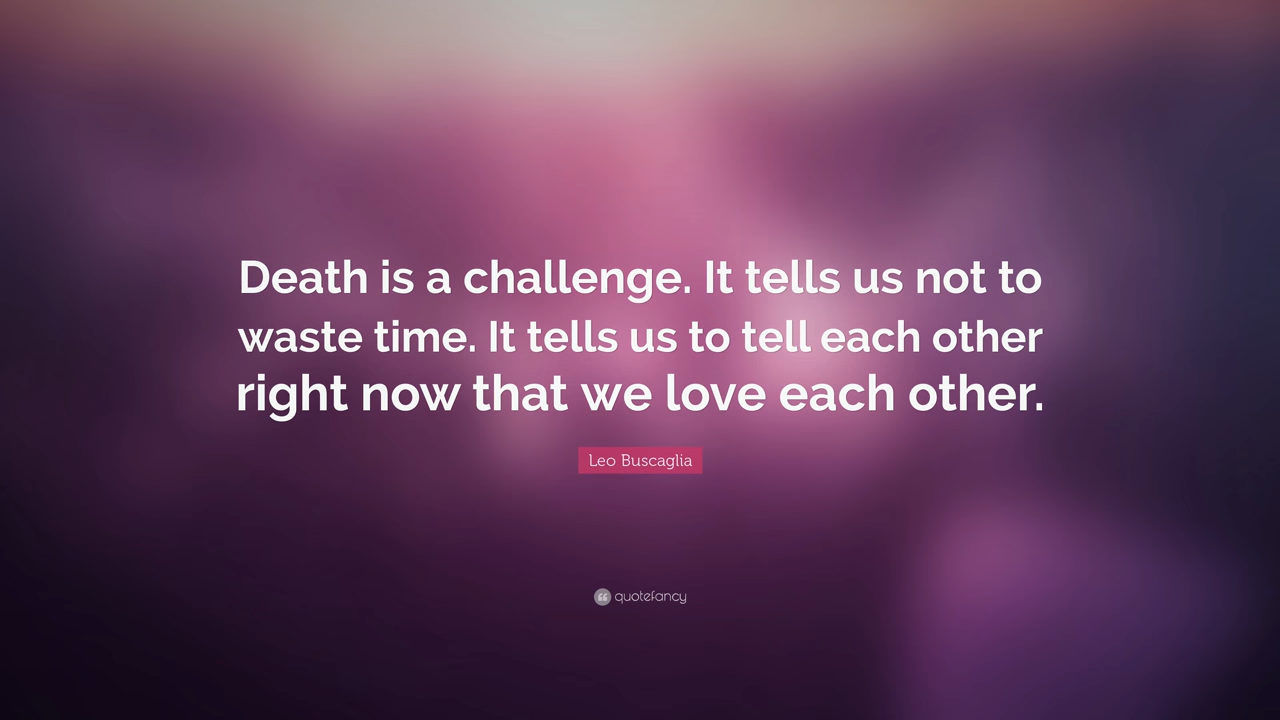 Death is a challenge. It tells us not to
waste time. It tells us to tell each other
right now that we love each other.
Leo Buscaglia
quotefancy